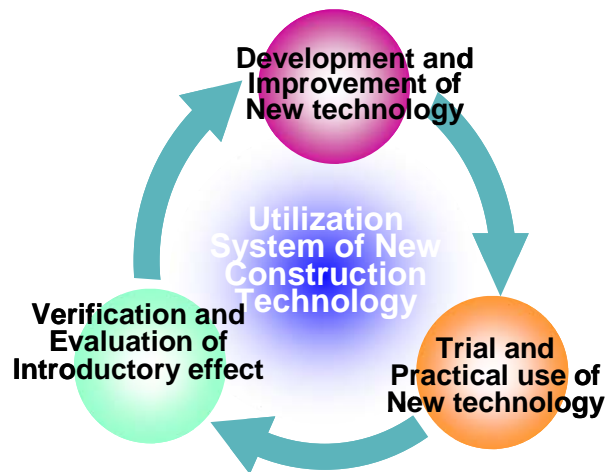 Development and
Improvement of
New technology
Utilization
System of New
Construction
Technology
Verification and
Evaluation of
Introductory effect
Trial and
Practical use of
New technology